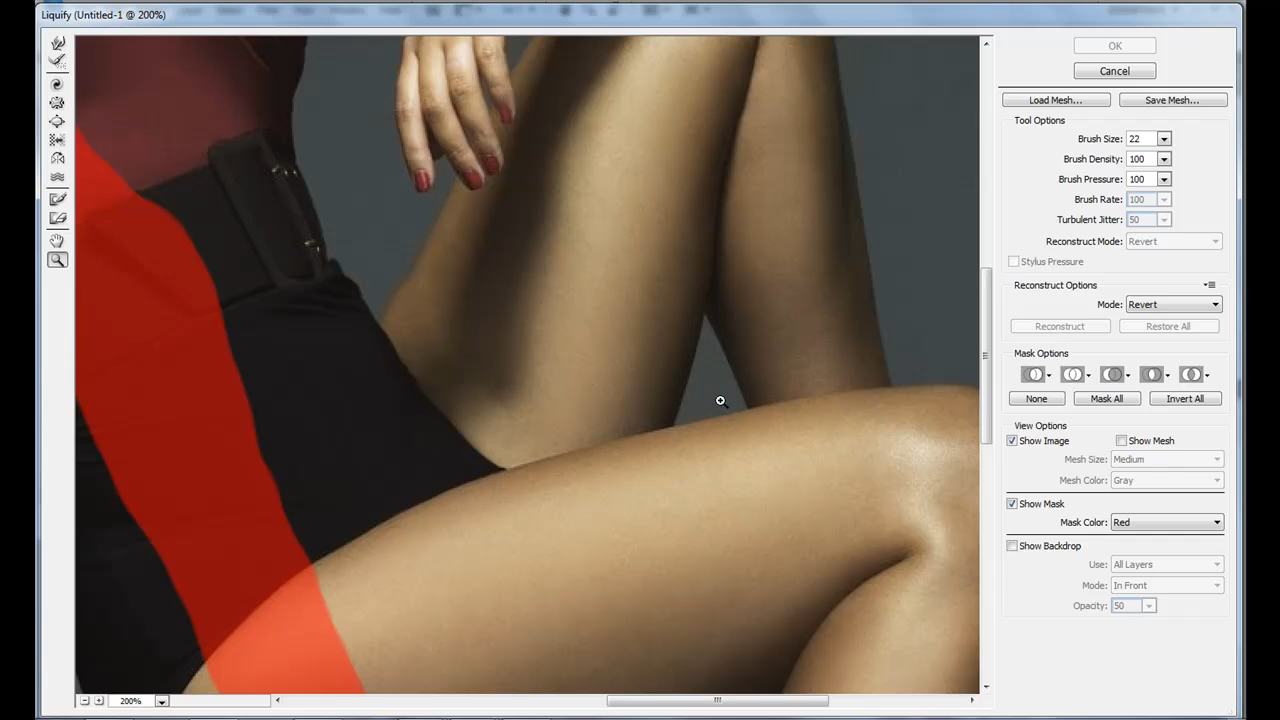 Liquify (Untitled-1 @ 200%)
OK
Cancel
Load Mesh... Save Mesh...
Tool Options
Brush Size: 22
Brush Density: 100
Brush Pressure: 100
Brush Rate: 100
Turbulent Jitter: 50
Reconstruct Mode: Revert
Stylus Pressure
Reconstruct Options
Mode: Revert
Reconstruct Restore All
Mask Options
None Mask All Invert All
View Options
Show Image Show Mesh
Mesh Size: Medium
Mesh Color: Gray
Show Mask
Mask Color: Red
Show Backdrop
Use: All Layers
Mode: In Front
Opacity: 50
200%